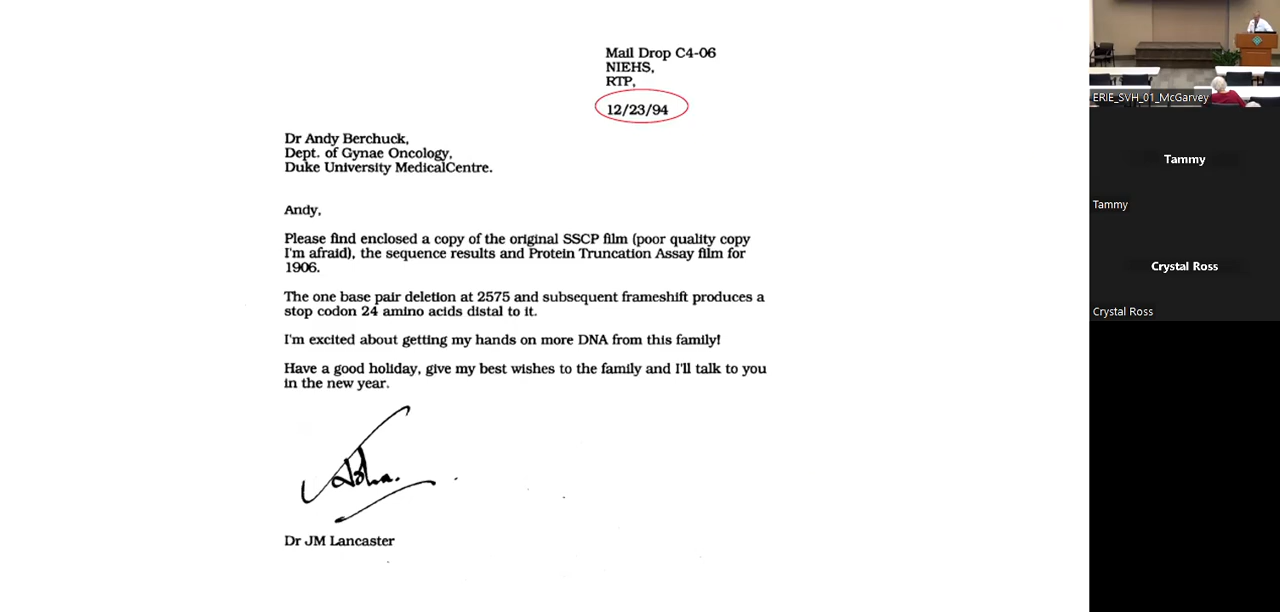 Mail Drop C4-06
NIEHS,
RTP,
12/23/94
Dr Andy Berchuck,
Dept. of Gynae Oncology,
Duke University MedicalCentre.
Andy,
Please find enclosed a copy of the original SSCP film (poor quality copy
I'm afraid), the sequence results and Protein Truncation Assay film for
1906.
The one base pair deletion at 2575 and subsequent frameshift produces a
stop codon 24 amino acids distal to it.
I'm excited about getting my hands on more DNA from this family!
Have a good holiday, give my best wishes to the family and I'll talk to you
in the new year.
Dr JM Lancaster
ERIE_SVH_01_McGarvey
Tammy
Tammy
Crystal Ross
Crystal Ross